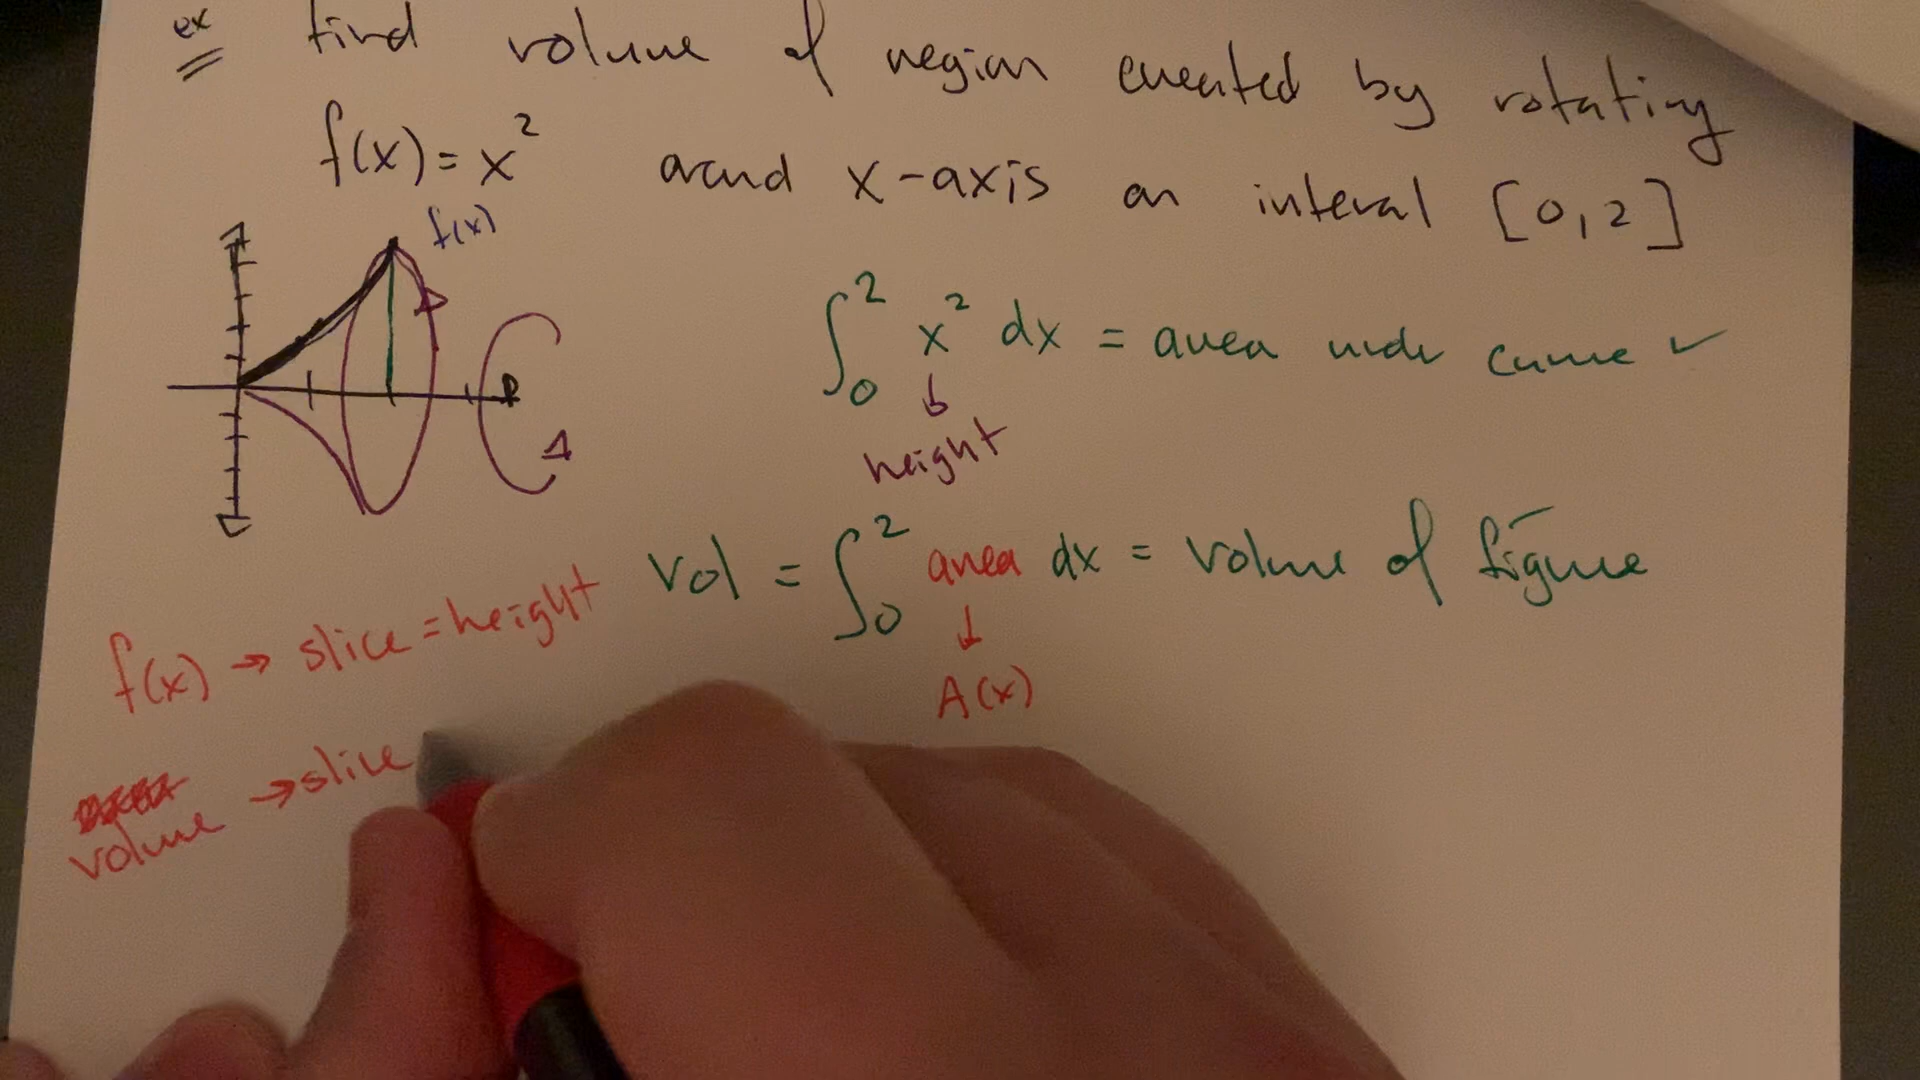 ex find volume of region created by rotating
f(x) = x² around x-axis on interval [0,2]
f(x)
∫₀² x² dx = area under curve ✓
height
Vol = ∫₀² area dx = volume of figure
A(x)
f(x) → slice = height
volume → slice